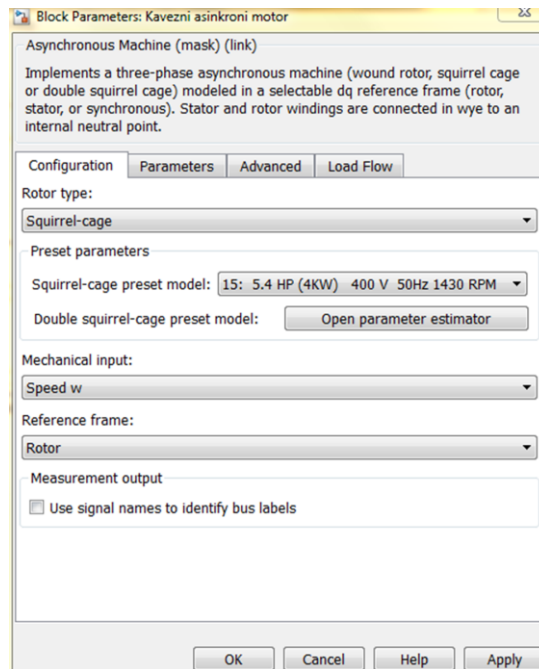 Block Parameters: Kavezni asinkroni motor
Asynchronous Machine (mask) (link)
Implements a three-phase asynchronous machine (wound rotor, squirrel cage
or double squirrel cage) modeled in a selectable dq reference frame (rotor,
stator, or synchronous). Stator and rotor windings are connected in wye to an
internal neutral point.
Configuration Parameters Advanced Load Flow
Rotor type:
Squirrel-cage
Preset parameters
Squirrel-cage preset model: 15: 5.4 HP (4KW) 400 V 50Hz 1430 RPM
Double squirrel-cage preset model: Open parameter estimator
Mechanical input:
Speed w
Reference frame:
Rotor
Measurement output
Use signal names to identify bus labels
OK Cancel Help Apply